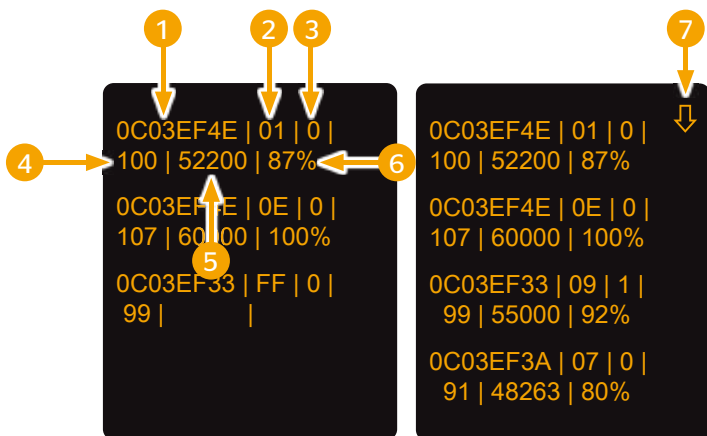 1 2 3 7
0C03EF4E | 01 | 0 |
4 100 | 52200 | 87% 6
0C03EF4E | 0E | 0 |
107 | 60000 | 100%
5
0C03EF33 | FF | 0 |
99 | |
0C03EF4E | 01 | 0 | ⇩
100 | 52200 | 87%
0C03EF4E | 0E | 0 |
107 | 60000 | 100%
0C03EF33 | 09 | 1 |
99 | 55000 | 92%
0C03EF3A | 07 | 0 |
91 | 48263 | 80%